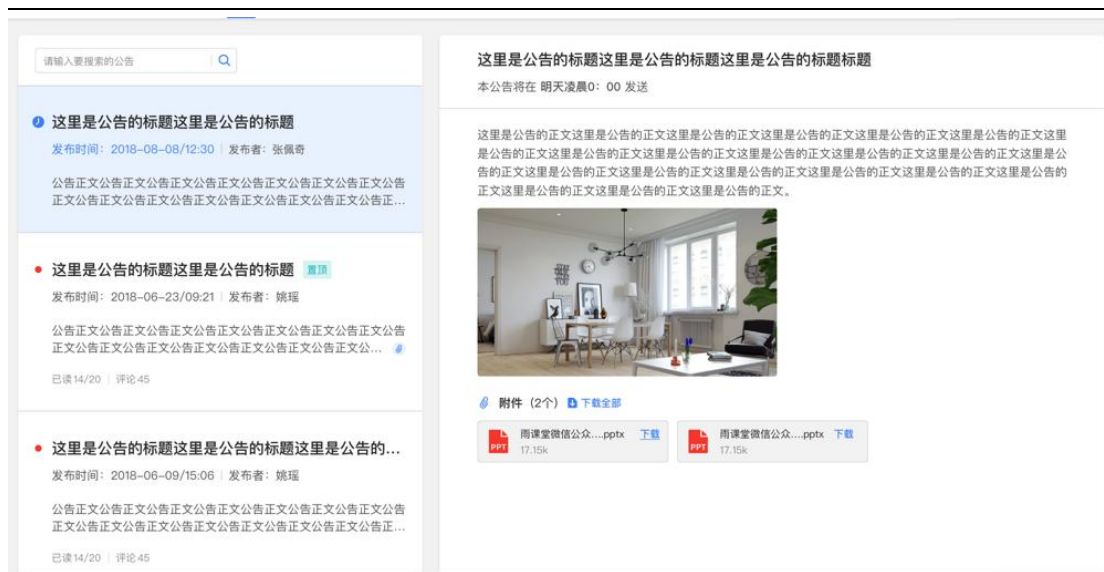 请输入要搜索的公告
这里是公告的标题这里是公告的标题
发布时间：2018-08-08/12:30 | 发布者：张佩奇
公告正文公告正文公告正文公告正文公告正文公告正文公告正文公告
正文公告正文公告正文公告正文公告正文公告正文公告正文公告正...
这里是公告的标题这里是公告的标题 置顶
发布时间：2018-06-23/09:21 | 发布者：姚瑶
公告正文公告正文公告正文公告正文公告正文公告正文公告正文公告
正文公告正文公告正文公告正文公告正文公告正文公告正文公...
已读14/20 | 评论45
这里是公告的标题这里是公告的标题这里是公告的...
发布时间：2018-06-09/15:06 | 发布者：姚瑶
公告正文公告正文公告正文公告正文公告正文公告正文公告正文公告
正文公告正文公告正文公告正文公告正文公告正文公告正文公告正...
已读14/20 | 评论45
这里是公告的标题这里是公告的标题这里是公告的标题标题
本公告将在 明天凌晨0：00 发送
这里是公告的正文这里是公告的正文这里是公告的正文这里是公告的正文这里是公告的正文这里是公告的正文这里
是公告的正文这里是公告的正文这里是公告的正文这里是公告的正文这里是公告的正文这里是公告的正文这里是公
告的正文这里是公告的正文这里是公告的正文这里是公告的正文这里是公告的正文这里是公告的正文这里是公告的
正文这里是公告的正文这里是公告的正文这里是公告的正文。
附件（2个） 下载全部
PPT 雨课堂微信公众....pptx 下载
17.15k
PPT 雨课堂微信公众....pptx 下载
17.15k